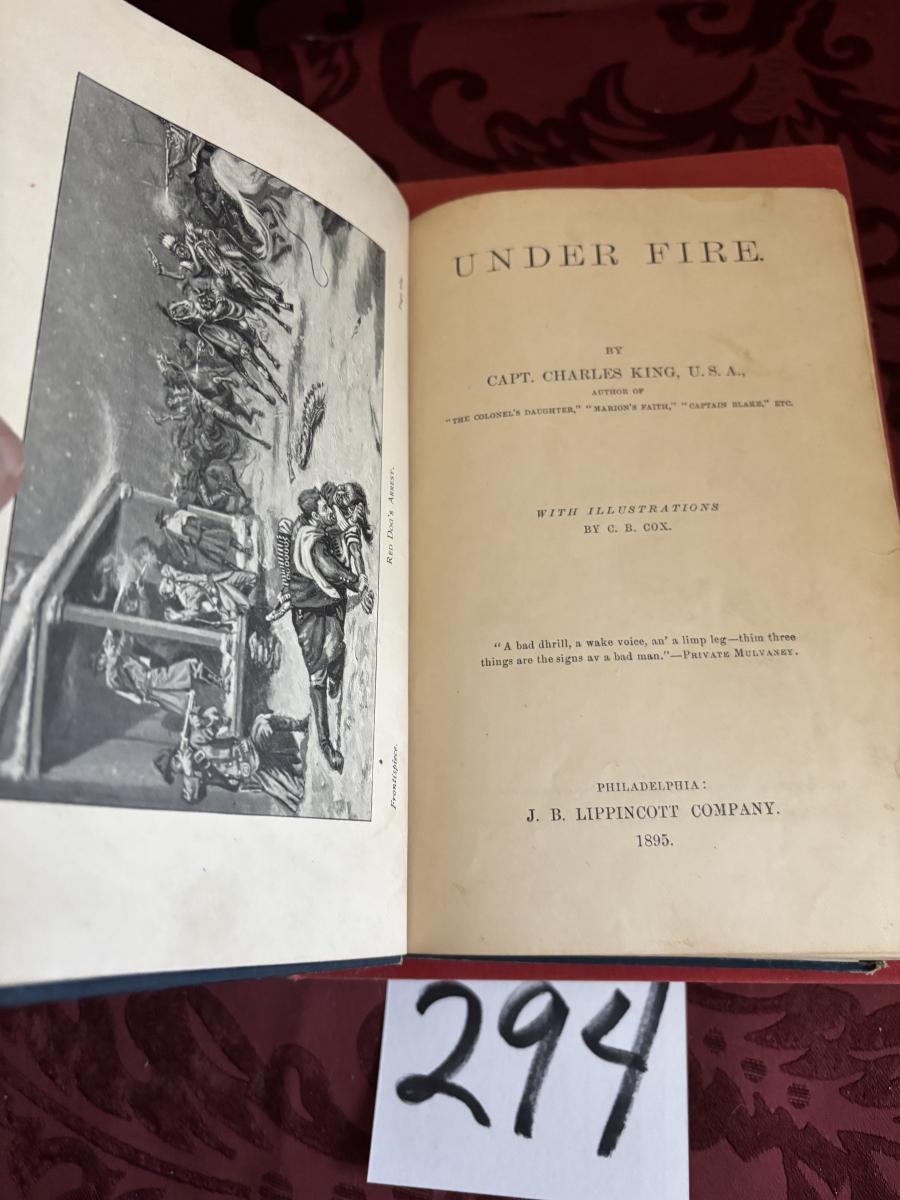 Page 509.
RED DOG'S ARREST.
Frontispiece.
UNDER FIRE.
BY
CAPT. CHARLES KING, U. S. A.,
AUTHOR OF
"THE COLONEL'S DAUGHTER," "MARION'S FAITH," "CAPTAIN BLAKE," ETC.
WITH ILLUSTRATIONS
BY C. B. COX.
"A bad dhrill, a wake voice, an' a limp leg—thim three
things are the signs av a bad man."—PRIVATE MULVANEY.
PHILADELPHIA:
J. B. LIPPINCOTT COMPANY.
1895.
294